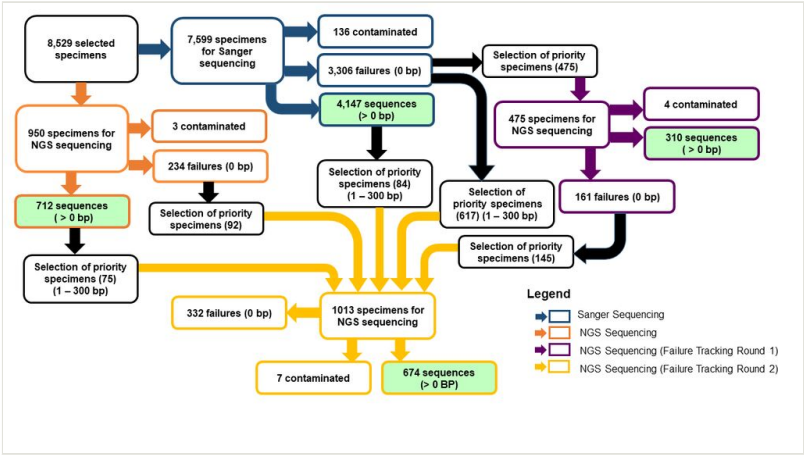 8,529 selected
specimens
7,599 specimens
for Sanger
sequencing
136 contaminated
3,306 failures (0 bp)
4,147 sequences
(> 0 bp)
Selection of priority
specimens (475)
475 specimens for
NGS sequencing
4 contaminated
310 sequences
( > 0 bp)
161 failures (0 bp)
950 specimens for
NGS sequencing
3 contaminated
234 failures (0 bp)
712 sequences
( > 0 bp)
Selection of priority
specimens (92)
Selection of priority
specimens (84)
(1 – 300 bp)
Selection of
priority specimens
(617) (1 – 300 bp)
Selection of priority
specimens (145)
Selection of priority
specimens (75)
(1 – 300 bp)
332 failures (0 bp)
1013 specimens for
NGS sequencing
7 contaminated
674 sequences
(> 0 BP)
Legend
Sanger Sequencing
NGS Sequencing
NGS Sequencing (Failure Tracking Round 1)
NGS Sequencing (Failure Tracking Round 2)